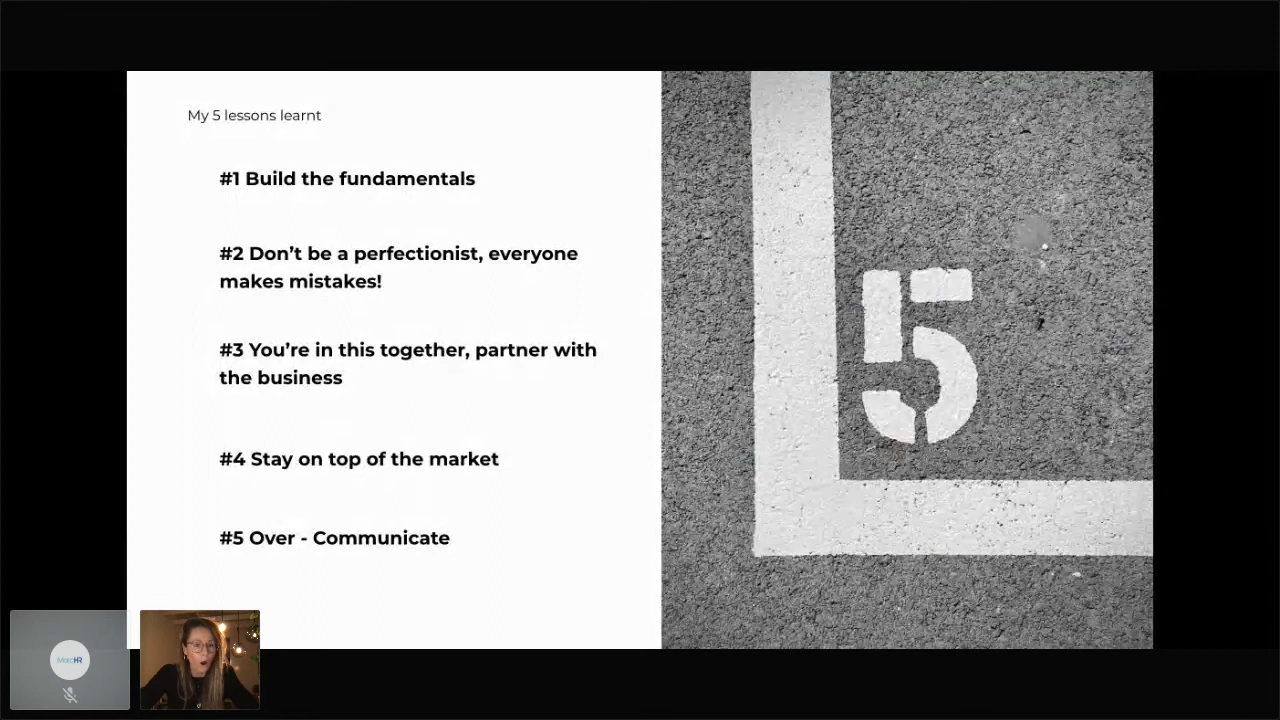 My 5 lessons learnt
#1 Build the fundamentals
#2 Don’t be a perfectionist, everyone
makes mistakes!
#3 You’re in this together, partner with
the business
#4 Stay on top of the market
#5 Over - Communicate
5